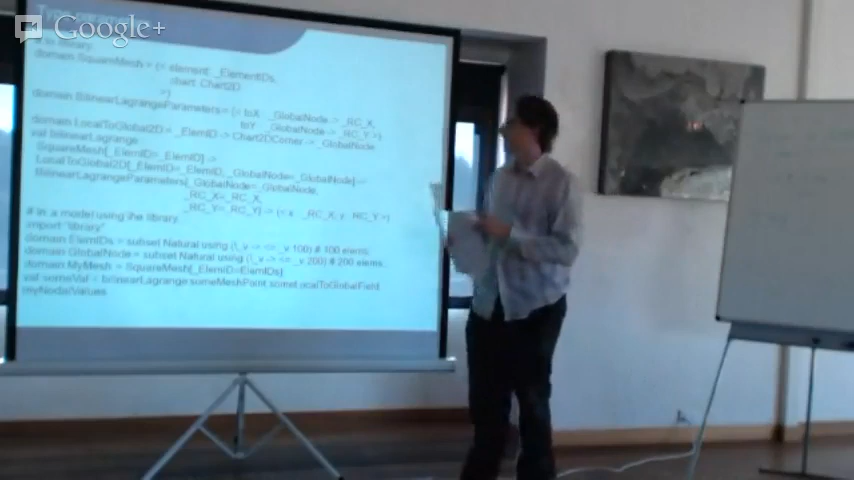 Google+
Type parameters
# In library
domain SquareMesh = (< element: _ElementIDs,
chart: Chart2D
>)
domain BilinearLagrangeParameters= (< toX: _GlobalNode -> _RC_X,
toY: _GlobalNode -> _RC_Y >)
domain LocalToGlobal2D = _ElemID -> Chart2DCorner -> _GlobalNode
val bilinearLagrange
SquareMesh[_ElemID=_ElemID] ->
LocalToGlobal2D[_ElemID=_ElemID,_GlobalNode=_GlobalNode] ->
BilinearLagrangeParameters[_GlobalNode=_GlobalNode,
_RC_X=_RC_X,
_RC_Y=_RC_Y] -> (< x: _RC_X, y: _RC_Y >)
# In a model using the library
import "library"
domain ElemIDs = subset Natural using (\_v -> <= _v 100) # 100 elems.
domain GlobalNode = subset Natural using (\_v -> <= _v 200) # 200 elems.
domain MyMesh = SquareMesh[_ElemID=ElemIDs]
val someVal = bilinearLagrange someMeshPoint someLocalToGlobalField
myNodalValues